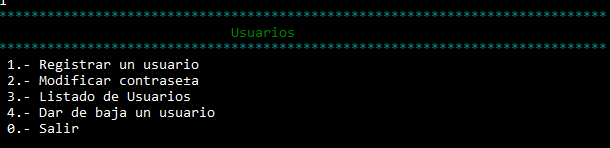 1
********************************************************************************
Usuarios
********************************************************************************
1.- Registrar un usuario
2.- Modificar contrase±a
3.- Listado de Usuarios
4.- Dar de baja un usuario
0.- Salir